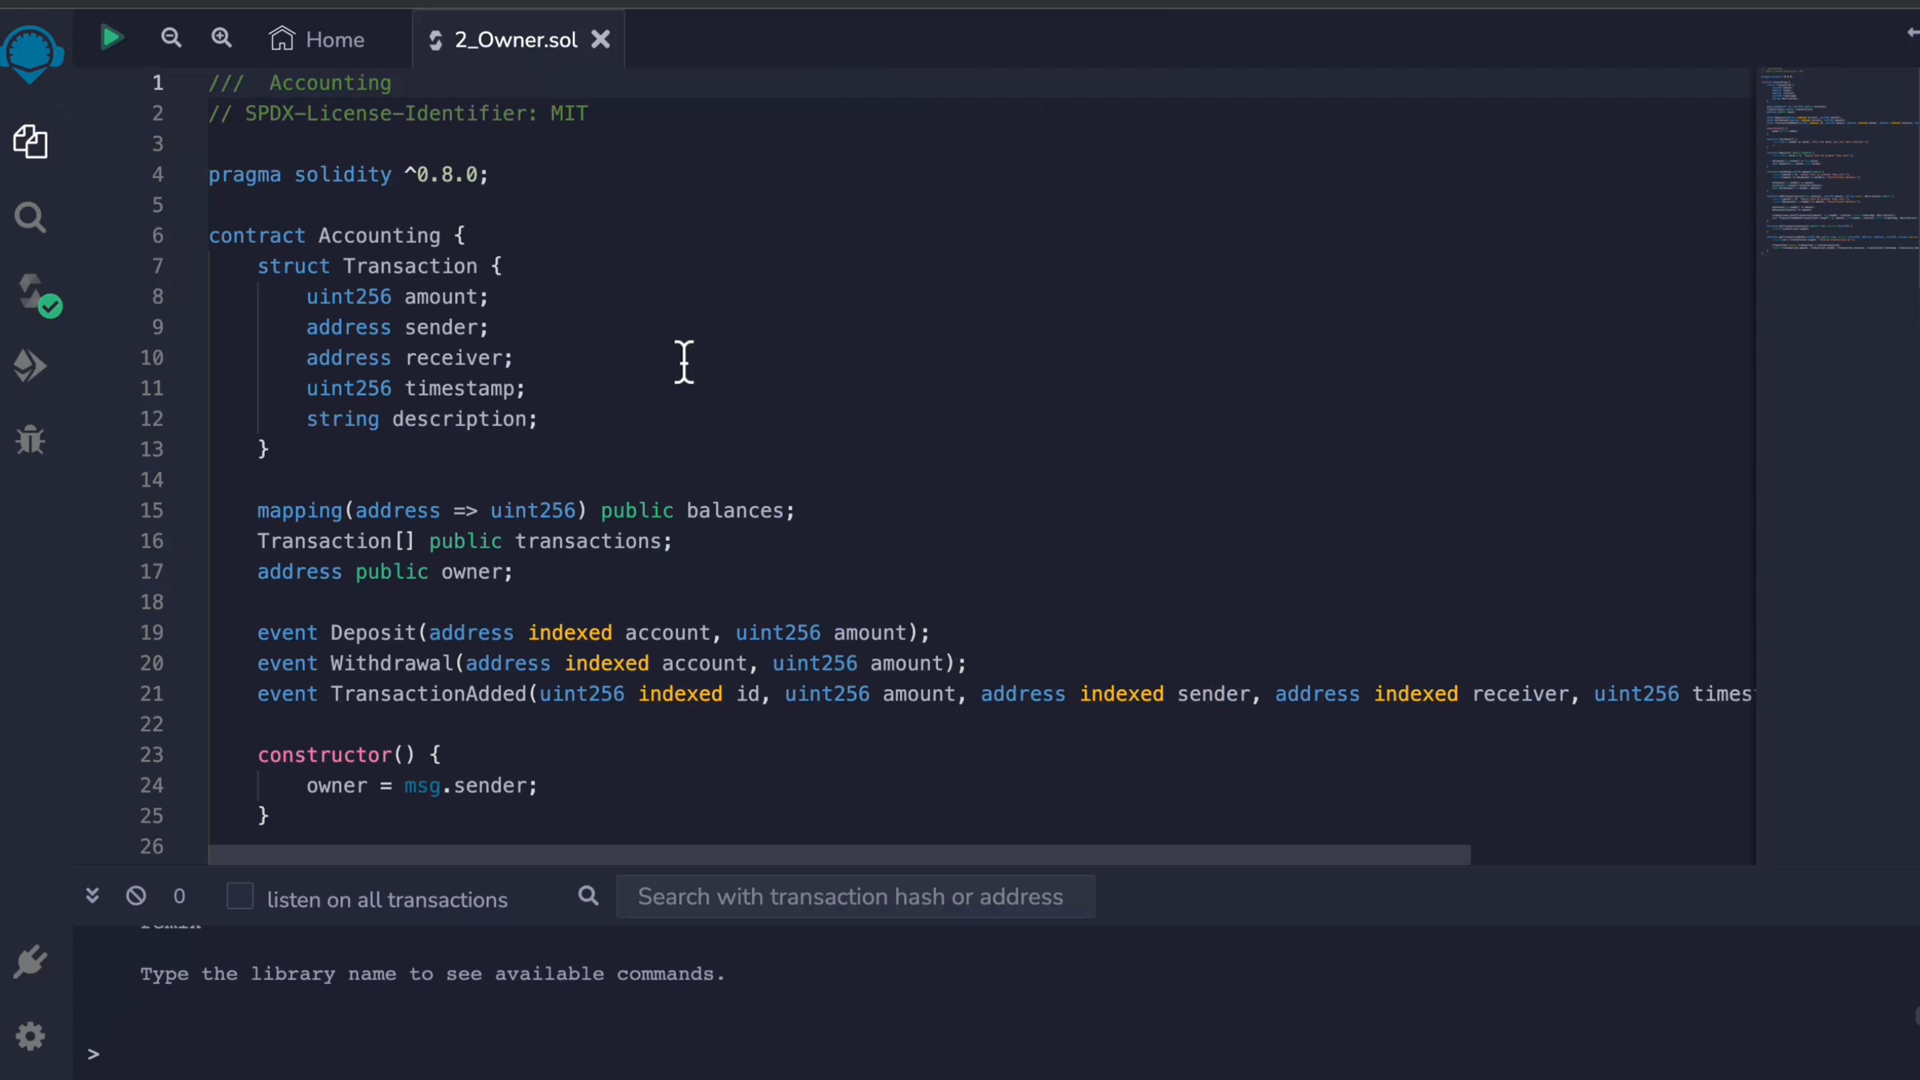 Home
2_Owner.sol
1 /// Accounting
2 // SPDX-License-Identifier: MIT
3
4 pragma solidity ^0.8.0;
5
6 contract Accounting {
7 struct Transaction {
8 uint256 amount;
9 address sender;
10 address receiver;
11 uint256 timestamp;
12 string description;
13 }
14
15 mapping(address => uint256) public balances;
16 Transaction[] public transactions;
17 address public owner;
18
19 event Deposit(address indexed account, uint256 amount);
20 event Withdrawal(address indexed account, uint256 amount);
21 event TransactionAdded(uint256 indexed id, uint256 amount, address indexed sender, address indexed receiver, uint256 times
22
23 constructor() {
24 owner = msg.sender;
25 }
26
0 listen on all transactions Search with transaction hash or address
Type the library name to see available commands.
>